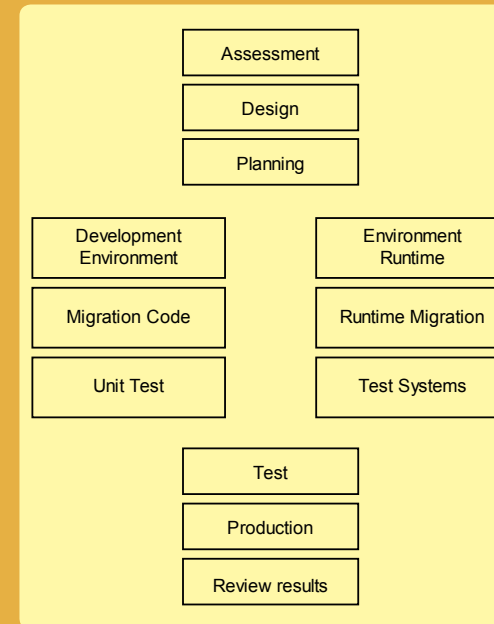 Assessment
Design
Planning
Development
Environment
Environment
Runtime
Migration Code
Runtime Migration
Unit Test
Test Systems
Test
Production
Review results